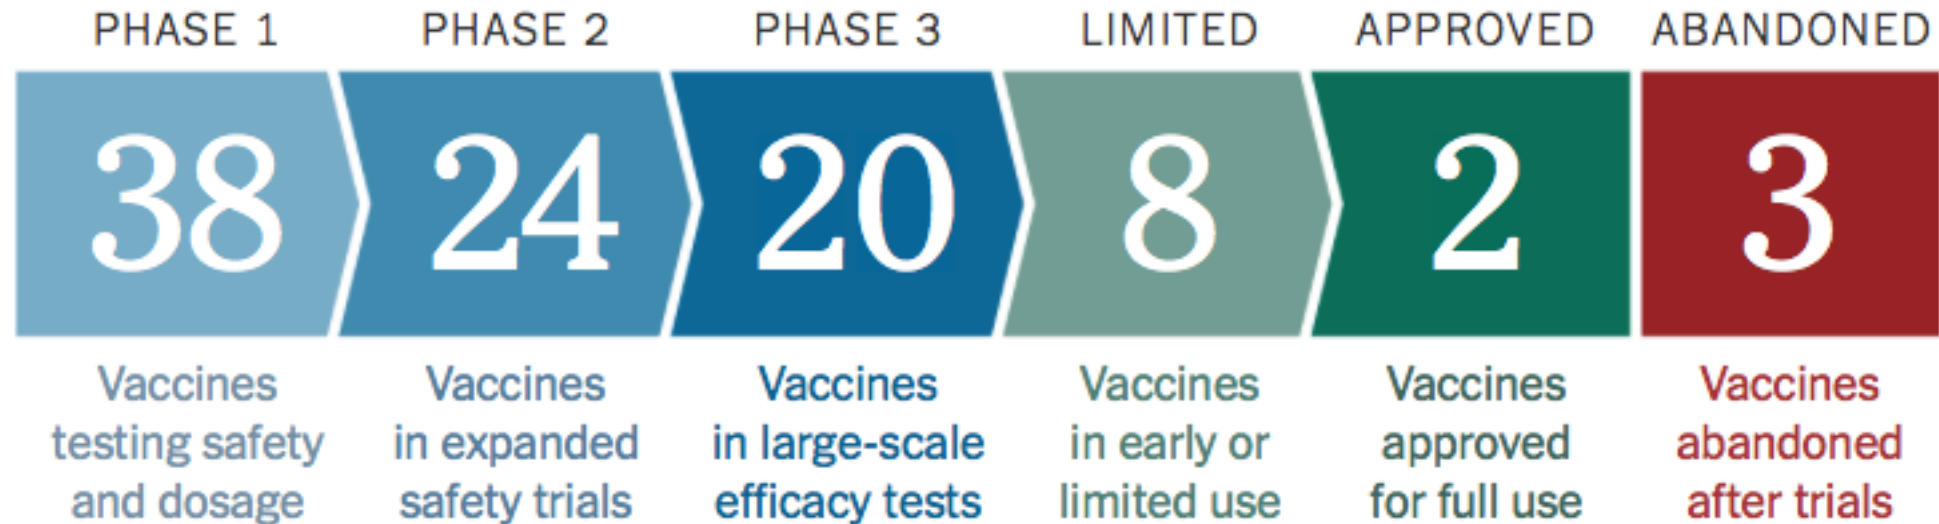 PHASE 1 PHASE 2 PHASE 3 LIMITED APPROVED ABANDONED
38 24 20 8 2 3
Vaccines Vaccines Vaccines Vaccines Vaccines Vaccines
testing safety in expanded in large-scale in early or approved abandoned
and dosage safety trials efficacy tests limited use for full use after trials